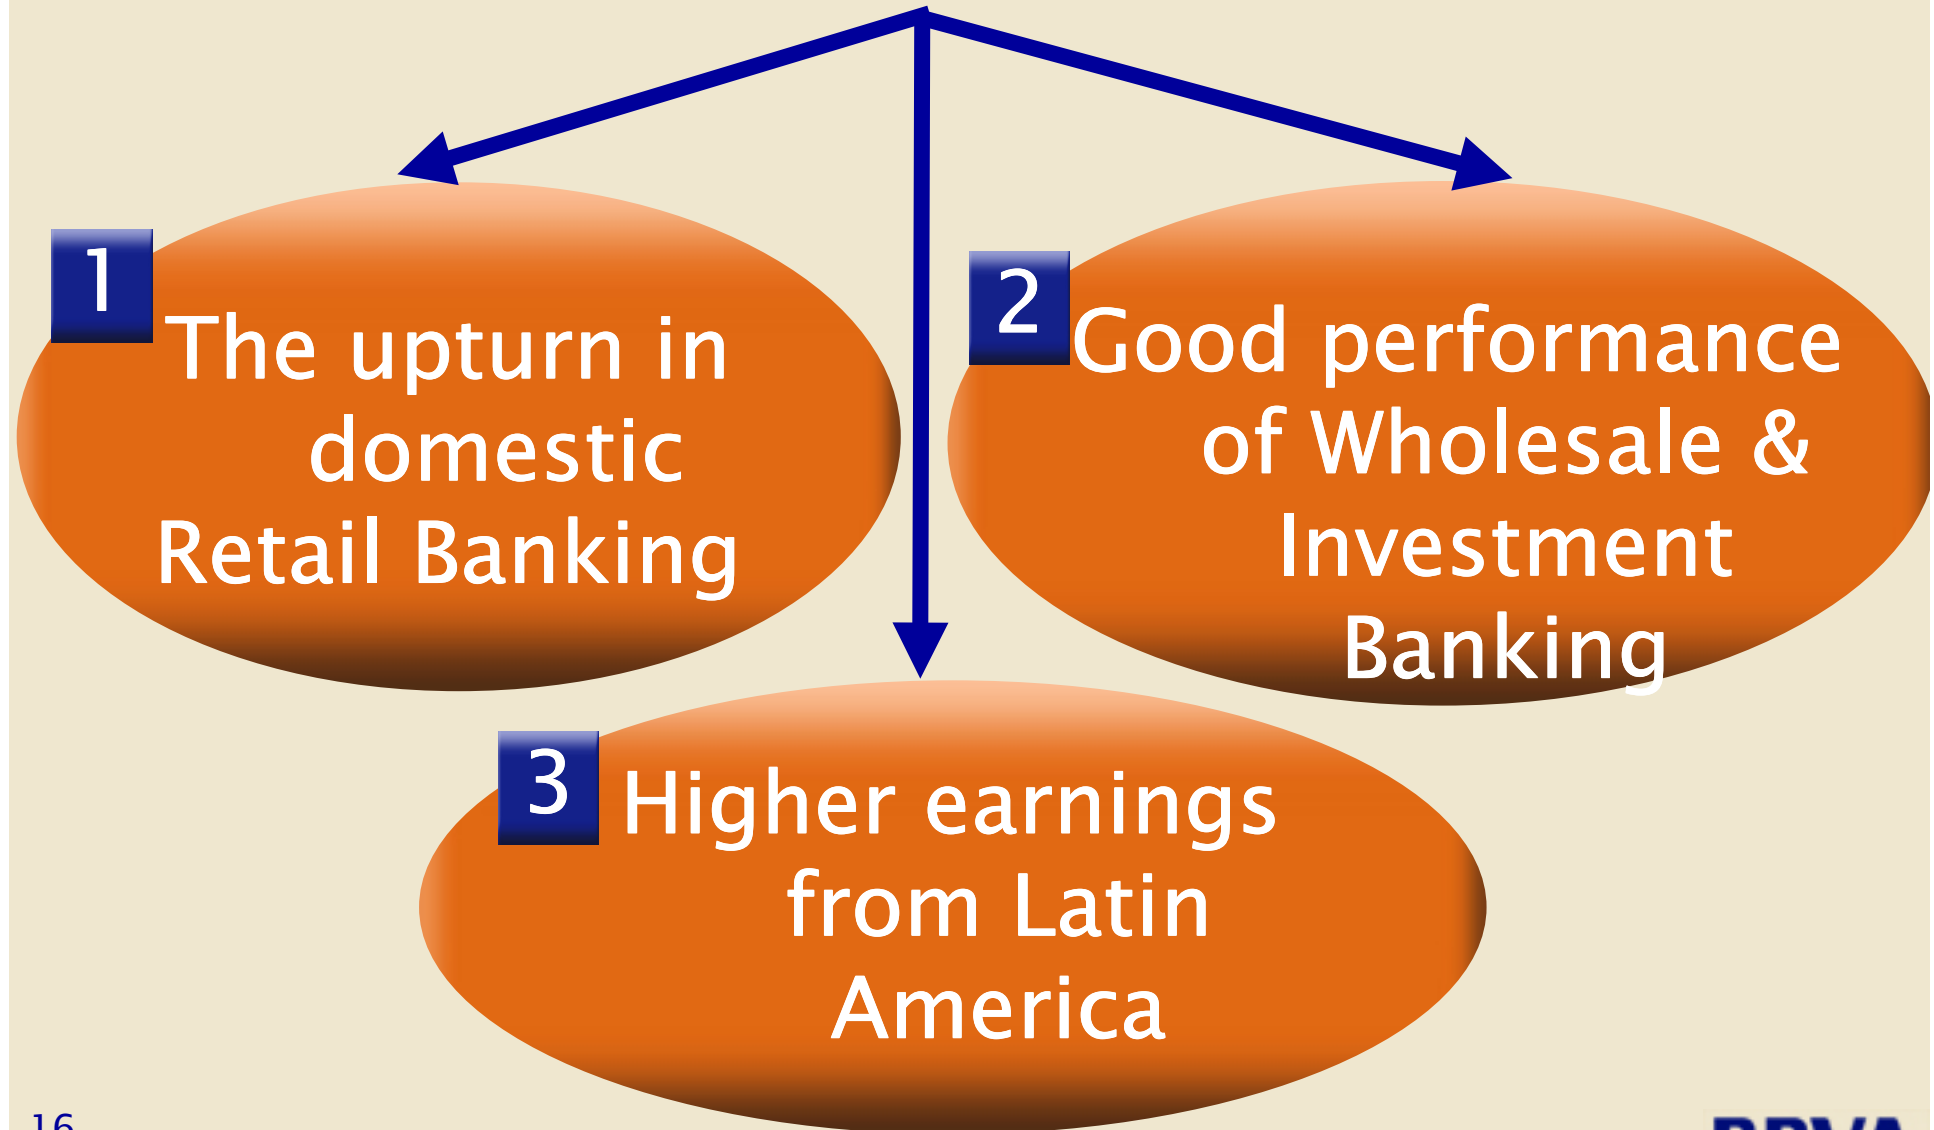 1
The upturn in
domestic
Retail Banking
2
Good performance
of Wholesale &
Investment
Banking
3
Higher earnings
from Latin
America
16
BBVA